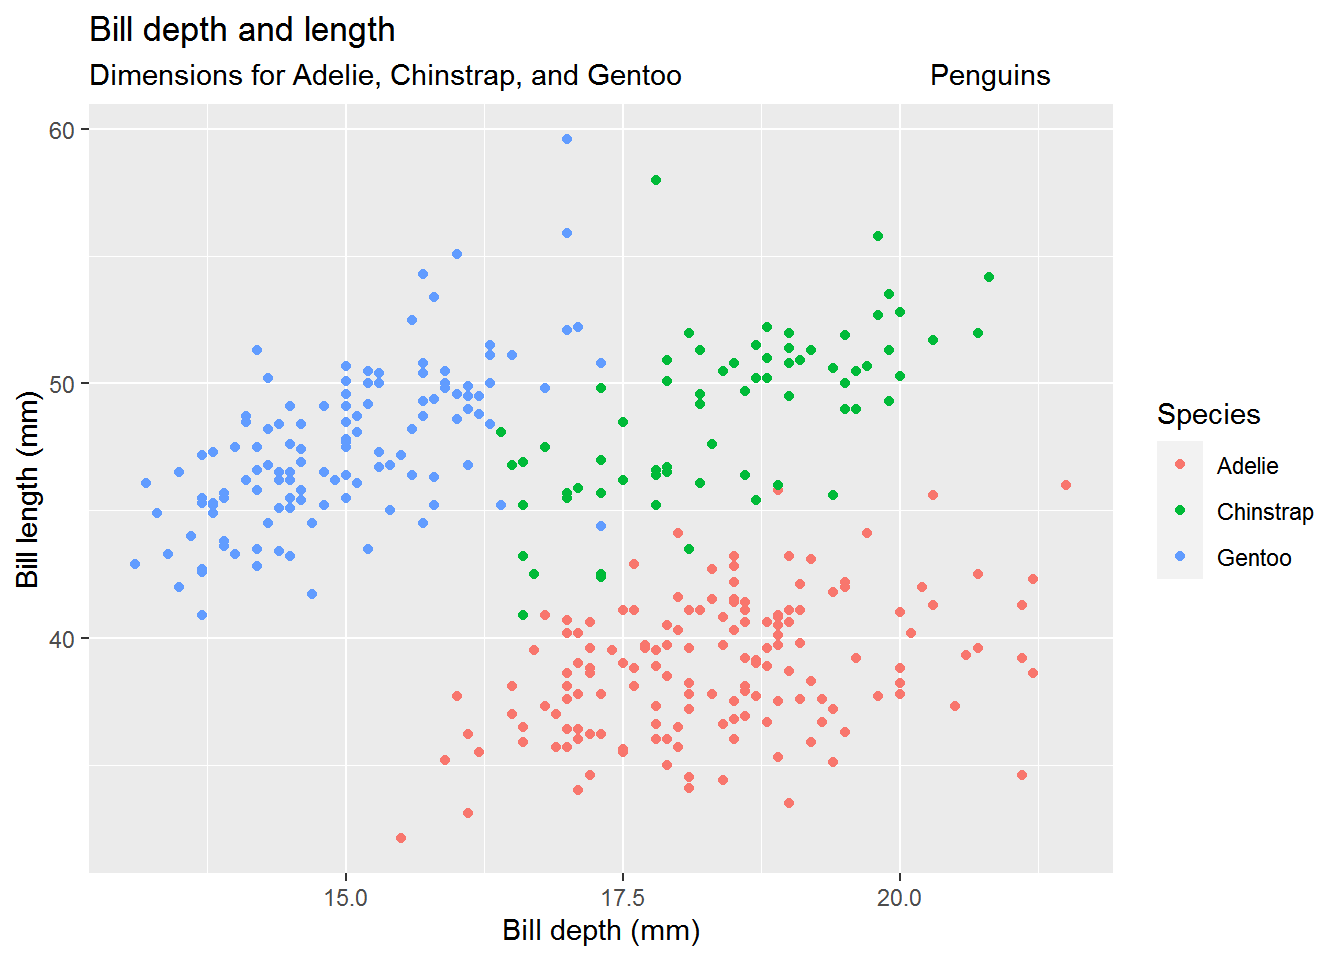 Bill depth and length
Dimensions for Adelie, Chinstrap, and Gentoo Penguins
60
50
40
Bill length (mm)
15.0 17.5 20.0
Bill depth (mm)
Species
Adelie
Chinstrap
Gentoo